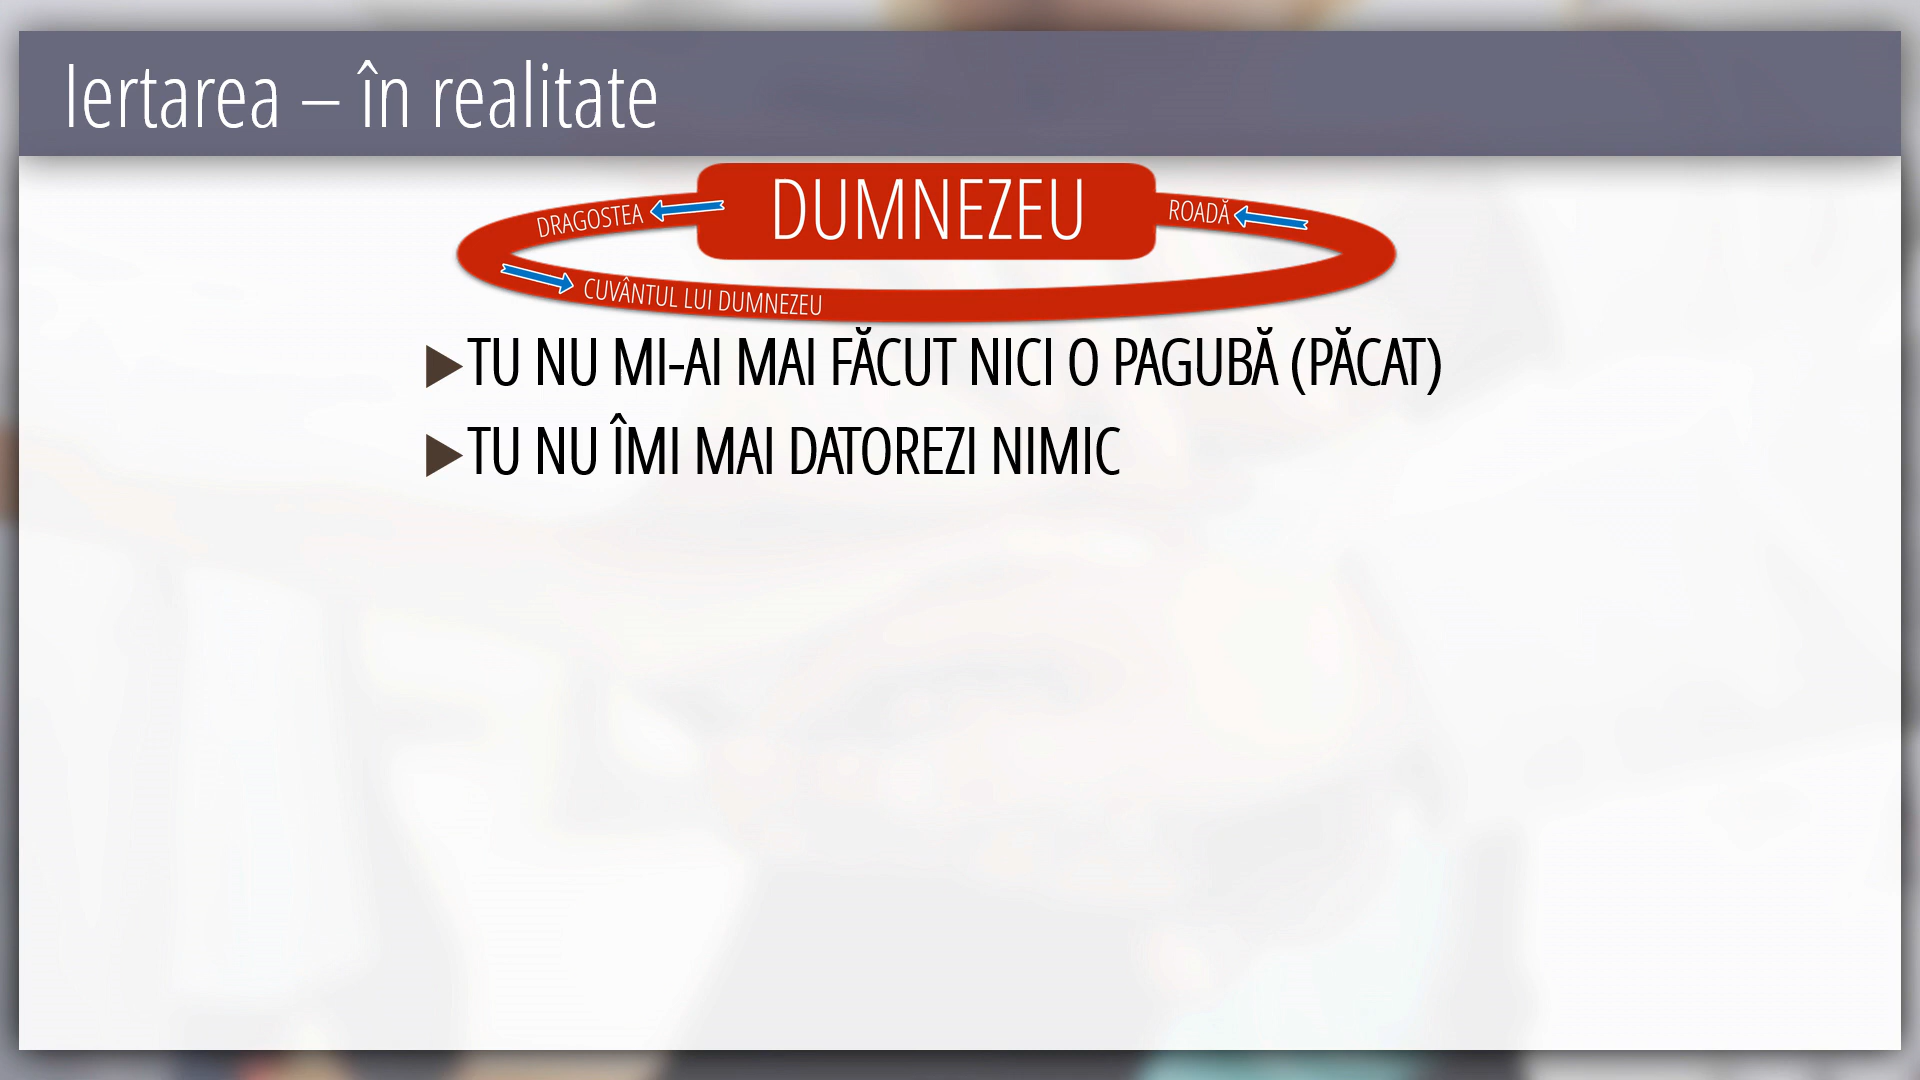 Iertarea – în realitate
DUMNEZEU
DRAGOSTEA
ROADĂ
CUVÂNTUL LUI DUMNEZEU
TU NU MI-AI MAI FĂCUT NICI O PAGUBĂ (PĂCAT)
TU NU ÎMI MAI DATOREZI NIMIC